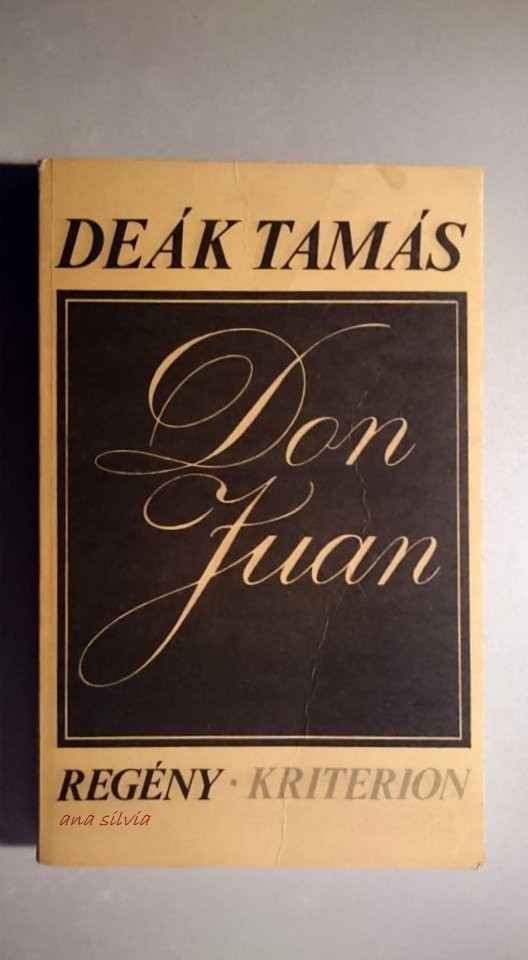 DEÁK TAMÁS
Don
Juan
REGÉNY · KRITERION
ana silvia